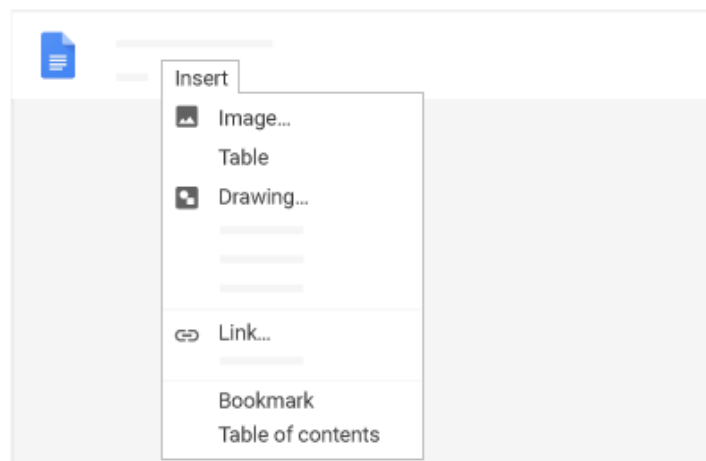 Insert
Image...
Table
Drawing...
Link...
Bookmark
Table of contents